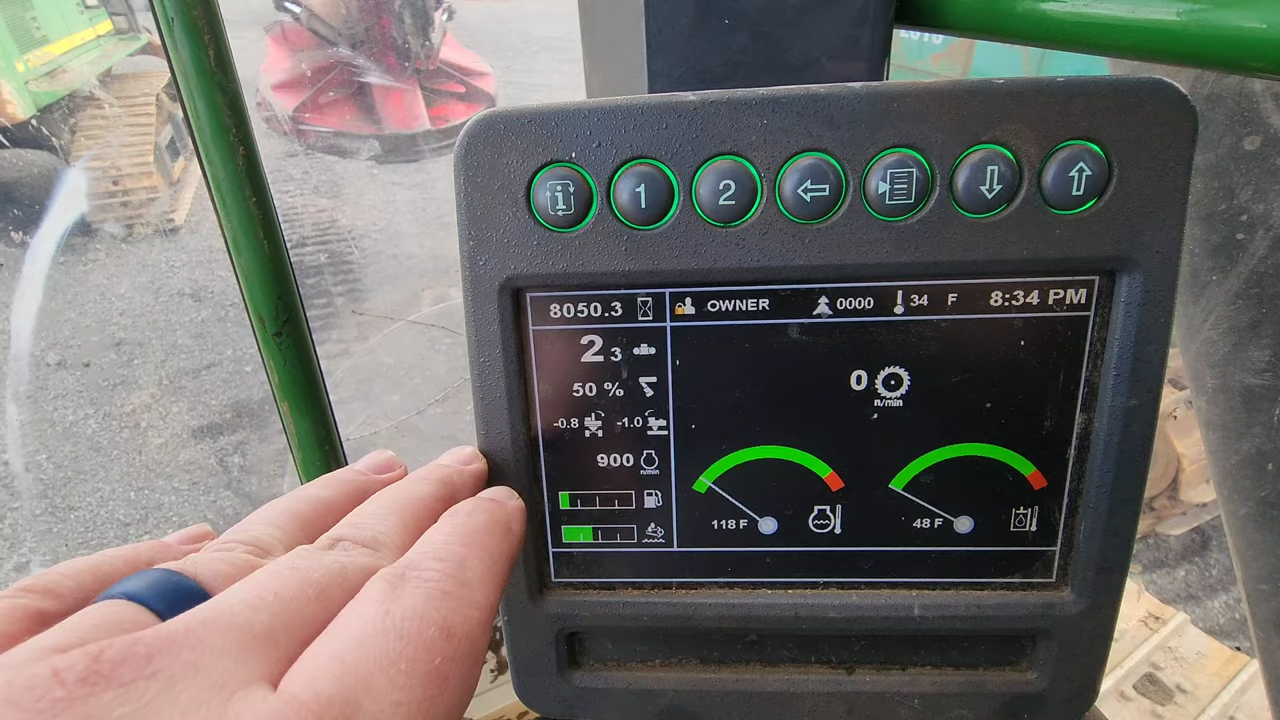 i 1 2
8050.3 OWNER 0000 34 F 8:34 PM
2 3
50 %
-0.8 -1.0
900 n/min
0 n/min
118 F 48 F